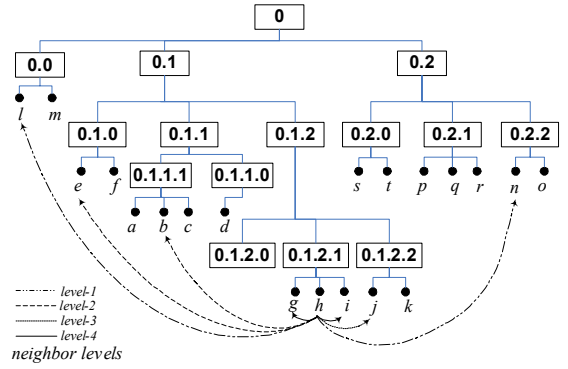 0
0.0 0.1 0.2
l m
0.1.0 0.1.1 0.1.2 0.2.0 0.2.1 0.2.2
e f 0.1.1.1 0.1.1.0 s t p q r n o
a b c d
0.1.2.0 0.1.2.1 0.1.2.2
g h i j k
level-1
level-2
level-3
level-4
neighbor levels